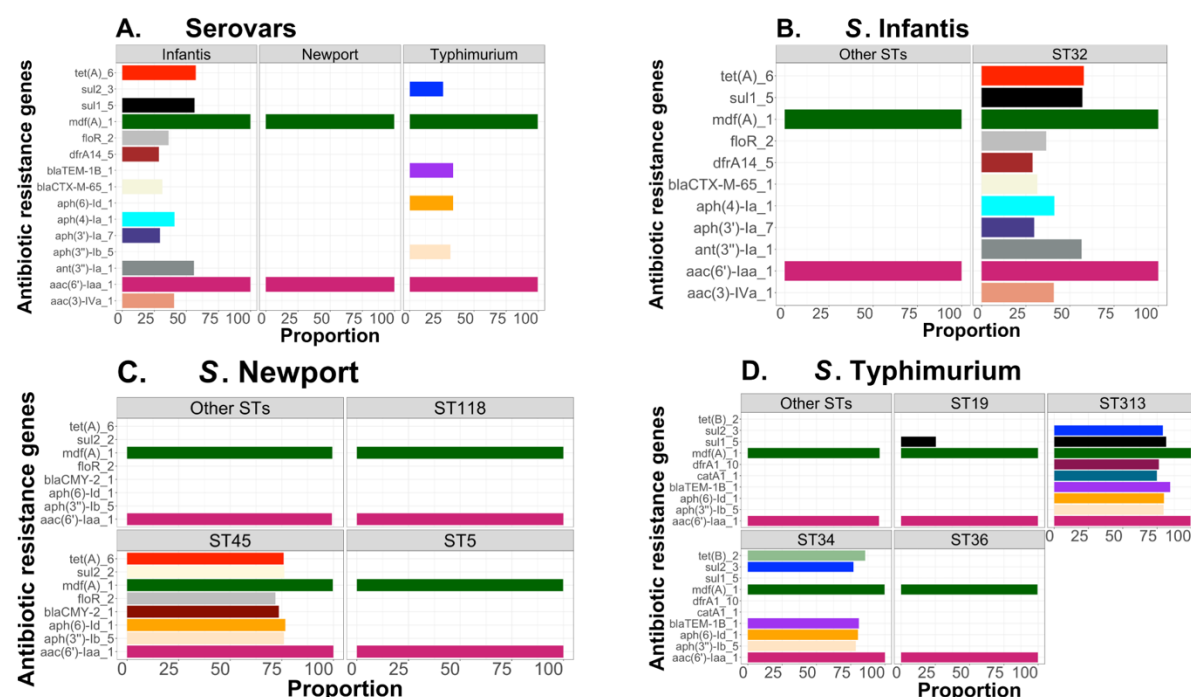 A. Serovars
Infantis Newport Typhimurium
tet(A)_6
sul2_3
sul1_5
mdf(A)_1
floR_2
dfrA14_5
blaTEM-1B_1
blaCTX-M-65_1
aph(6)-Id_1
aph(4)-Ia_1
aph(3')-Ia_7
aph(3'')-Ib_5
ant(3'')-Ia_1
aac(6')-Iaa_1
aac(3)-IVa_1
Antibiotic resistance genes
0 25 50 75 100 0 25 50 75 100 0 25 50 75 100
Proportion
B. S. Infantis
Other STs ST32
tet(A)_6
sul1_5
mdf(A)_1
floR_2
dfrA14_5
blaCTX-M-65_1
aph(4)-Ia_1
aph(3')-Ia_7
ant(3'')-Ia_1
aac(6')-Iaa_1
aac(3)-IVa_1
Antibiotic resistance genes
0 25 50 75 100 0 25 50 75 100
Proportion
C. S. Newport
Other STs ST118
tet(A)_6
sul2_2
mdf(A)_1
floR_2
blaCMY-2_1
aph(6)-Id_1
aph(3'')-Ib_5
aac(6')-Iaa_1
ST45 ST5
tet(A)_6
sul2_2
mdf(A)_1
floR_2
blaCMY-2_1
aph(6)-Id_1
aph(3'')-Ib_5
aac(6')-Iaa_1
Antibiotic resistance genes
0 25 50 75 100 0 25 50 75 100
Proportion
D. S. Typhimurium
Other STs ST19 ST313
tet(B)_2
sul2_3
sul1_5
mdf(A)_1
dfrA1_10
catA1_1
blaTEM-1B_1
aph(6)-Id_1
aph(3'')-Ib_5
aac(6')-Iaa_1
0 25 50 75 100
ST34 ST36
tet(B)_2
sul2_3
sul1_5
mdf(A)_1
dfrA1_10
catA1_1
blaTEM-1B_1
aph(6)-Id_1
aph(3'')-Ib_5
aac(6')-Iaa_1
Antibiotic resistance genes
0 25 50 75 100 0 25 50 75 100
Proportion